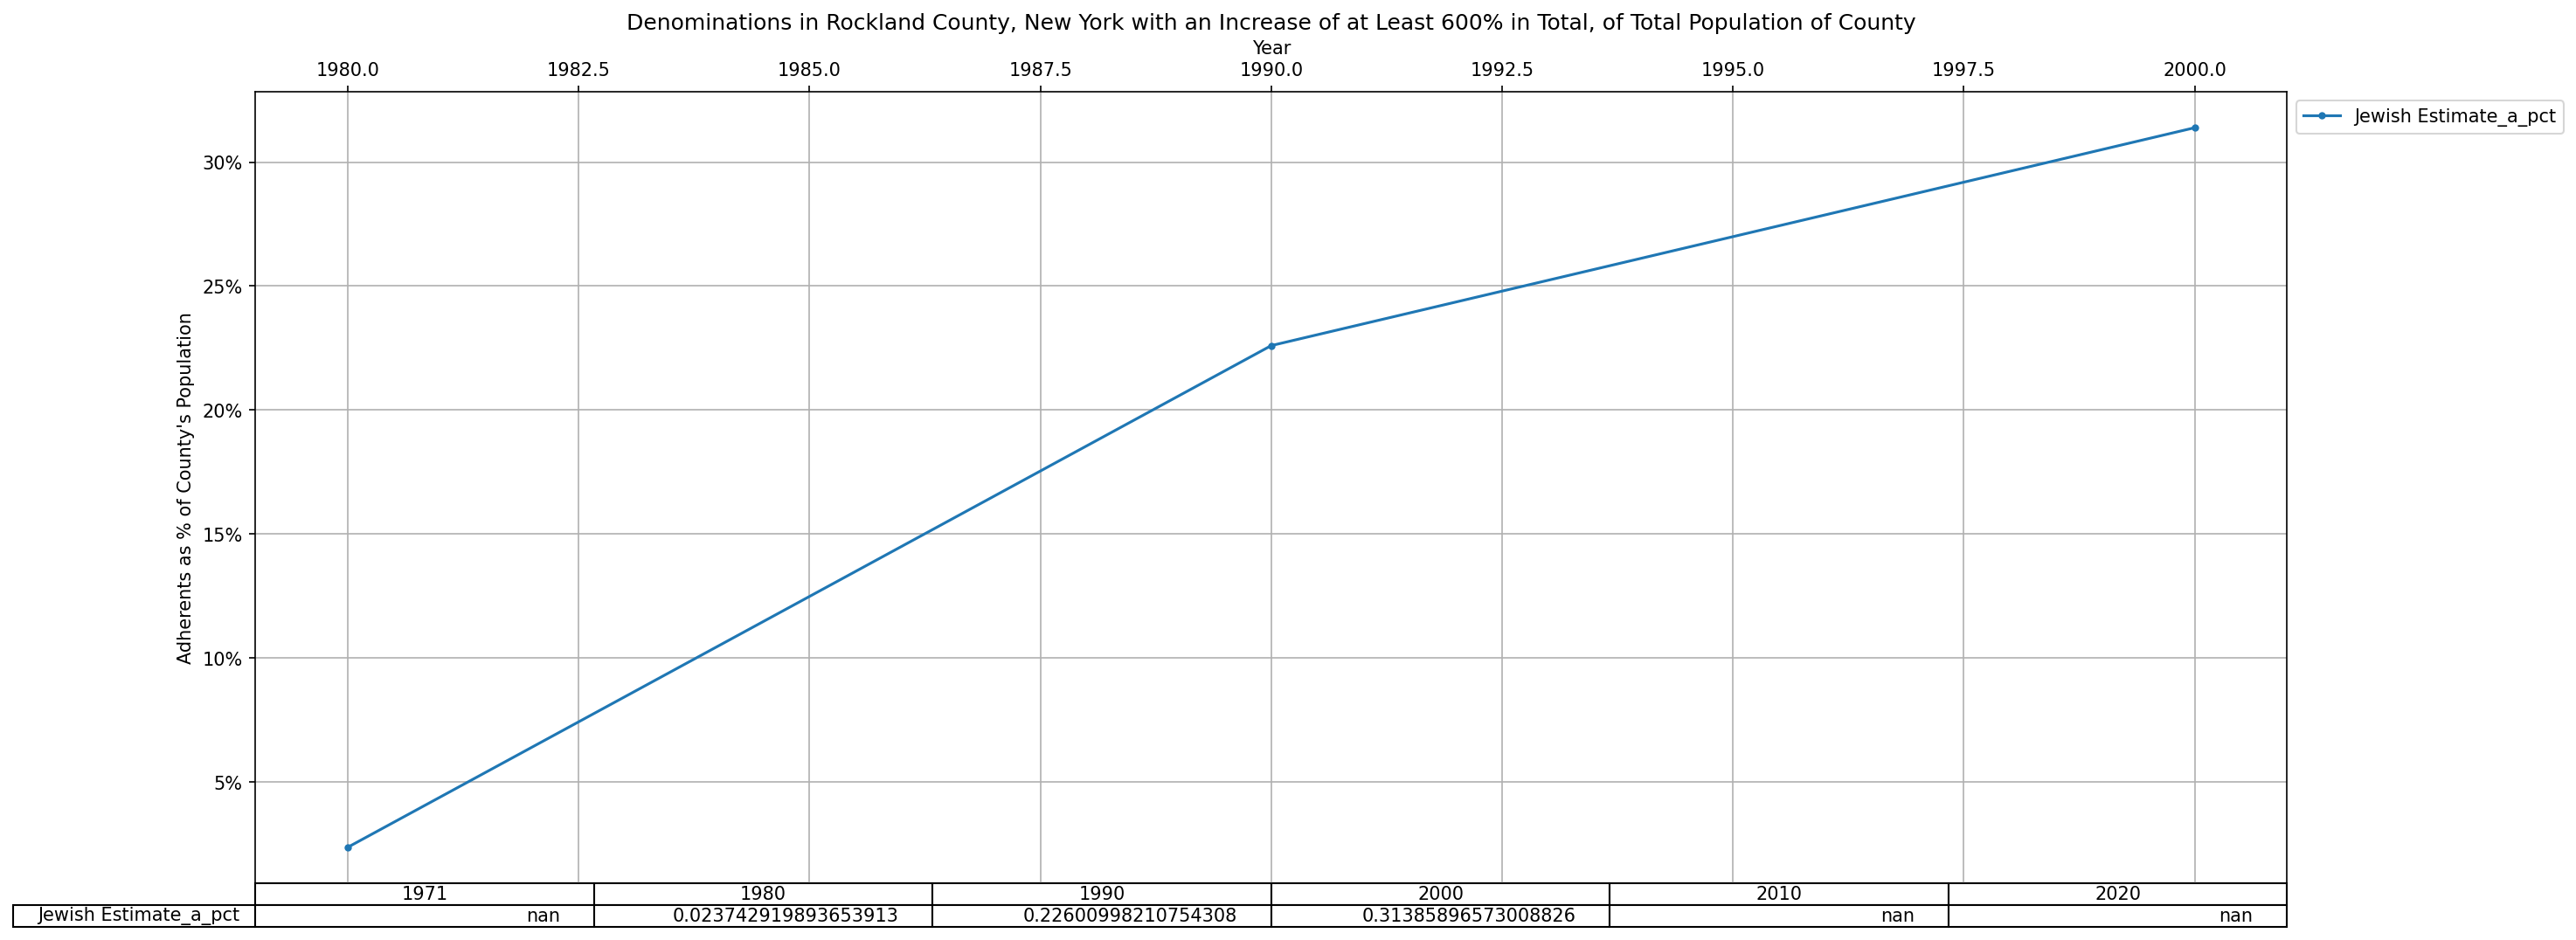 Denominations in Rockland County, New York with an Increase of at Least 600% in Total, of Total Population of County
Year
1980.0 1982.5 1985.0 1987.5 1990.0 1992.5 1995.0 1997.5 2000.0
Jewish Estimate_a_pct
Adherents as % of County's Population
30%
25%
20%
15%
10%
5%
1971 1980 1990 2000 2010 2020
Jewish Estimate_a_pct nan 0.023742919893653913 0.22600998210754308 0.31385896573008826 nan nan